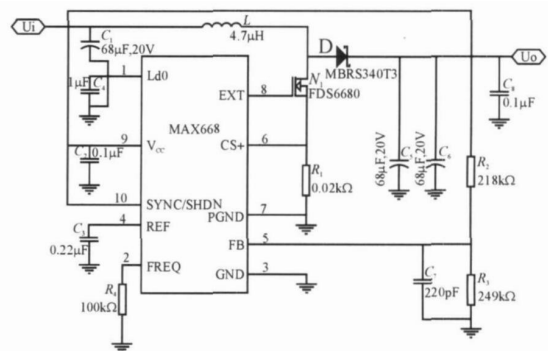 Ui
L
4.7μH
C₁
68μF,20V
D
MBRS340T3
Uo
1
Ld0
1μF
C₄
EXT
8
N₁
FDS6680
MAX668
C₈
0.1μF
9
Vcc
0.1μF
CS+
6
R₁
0.02kΩ
68μF,20V
C₅
68μF,20V
C₆
R₂
218kΩ
10
SYNC/SHDN
4
REF
C₃
0.22μF
PGND
7
FB
5
2
FREQ
GND
3
R₄
100kΩ
C₇
220pF
R₃
249kΩ